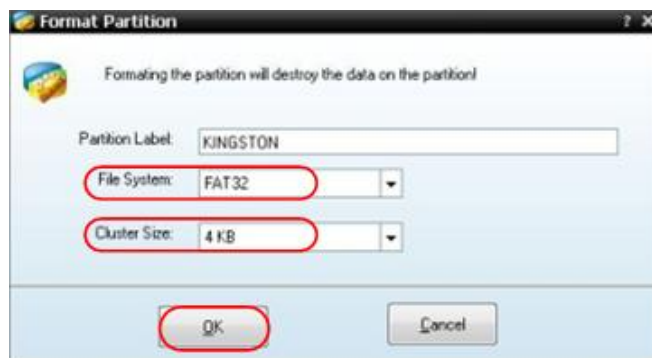 Format Partition ? X
Formating the partition will destroy the data on the partition!
Partition Label: KINGSTON
File System: FAT32
Cluster Size: 4 KB
OK Cancel